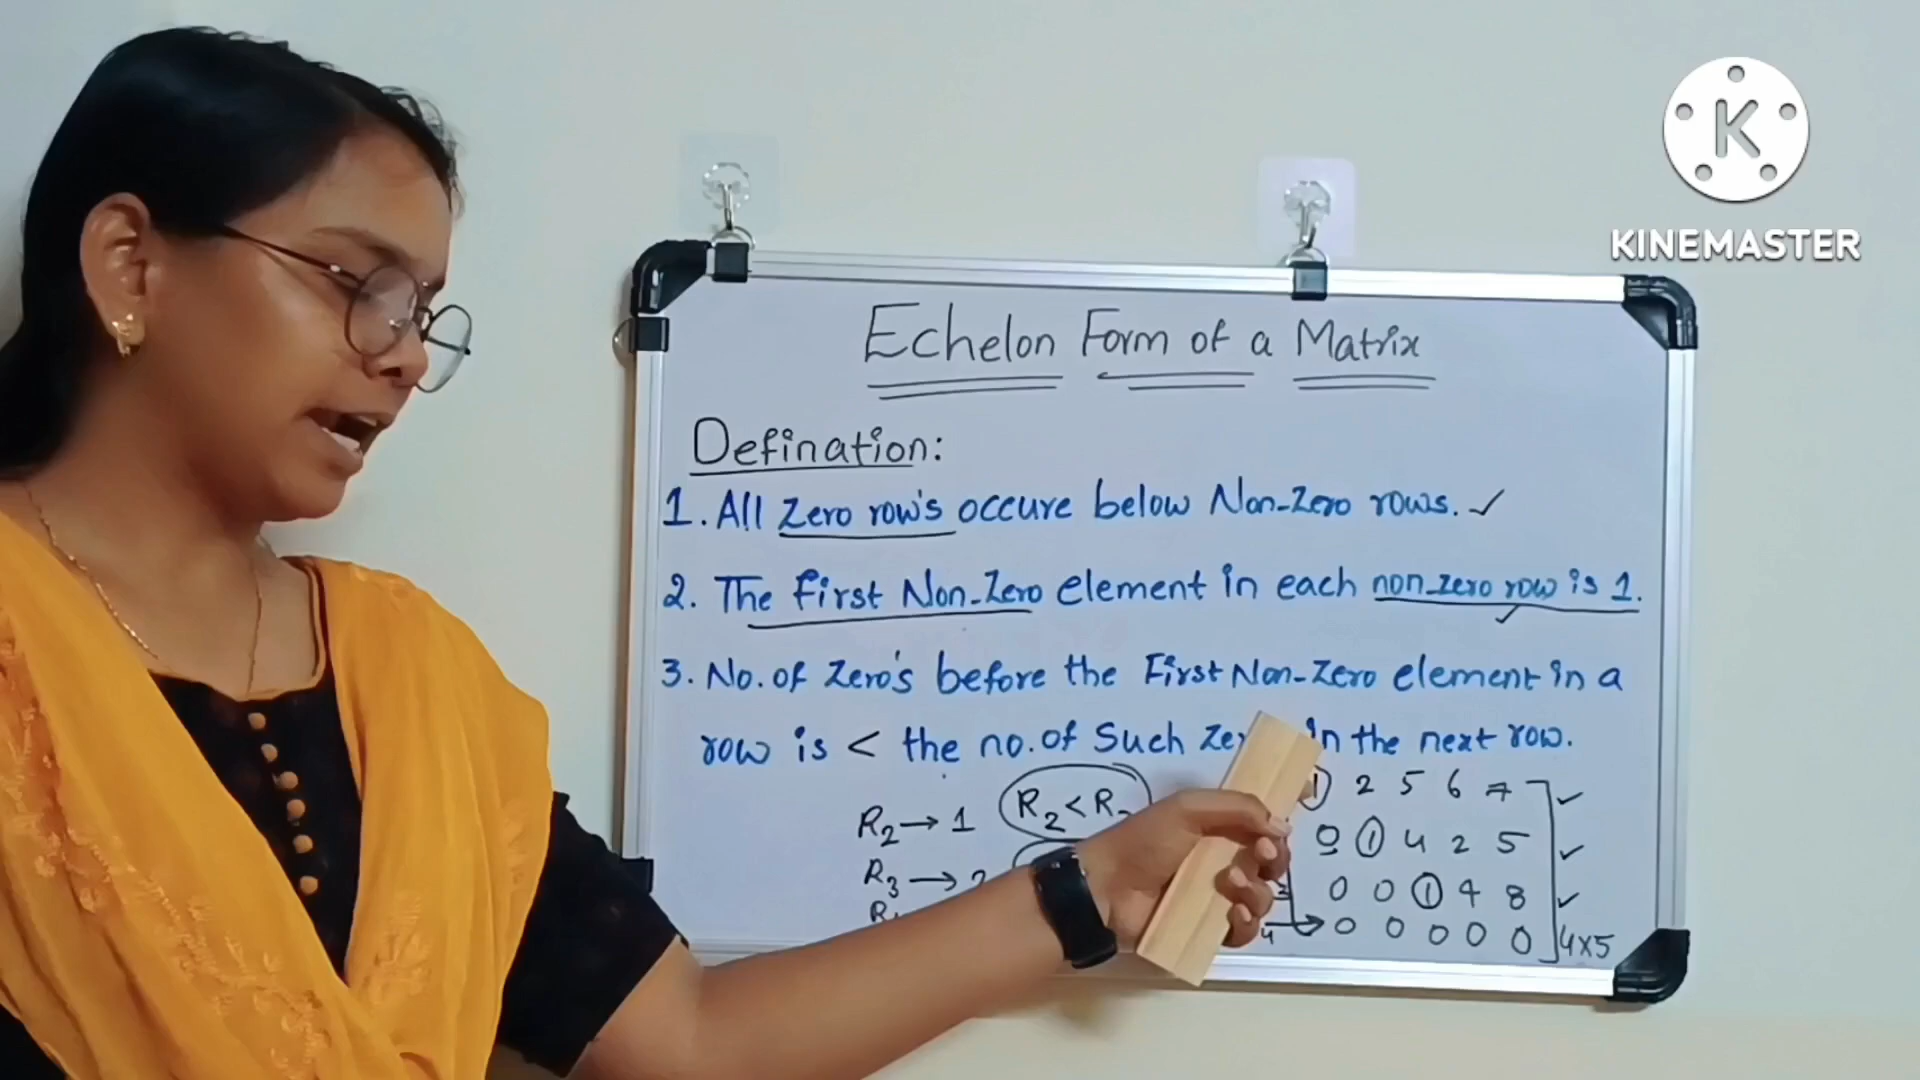 K
KINEMASTER
Echelon Form of a Matrix
Defination:
1. All Zero row's occure below Non-Zero rows. ✓
2. The First Non-Zero element in each non-zero row is 1.
3. No. of Zero's before the First Non-Zero element in a
row is < the no. of Such in the next row.
R2 → 1 R2 <
1 2 5 6 7 ✓
0 1 4 2 5 ✓
R3 →
0 0 1 4 8 ✓
4 → 0 0 0 0 0 4x5